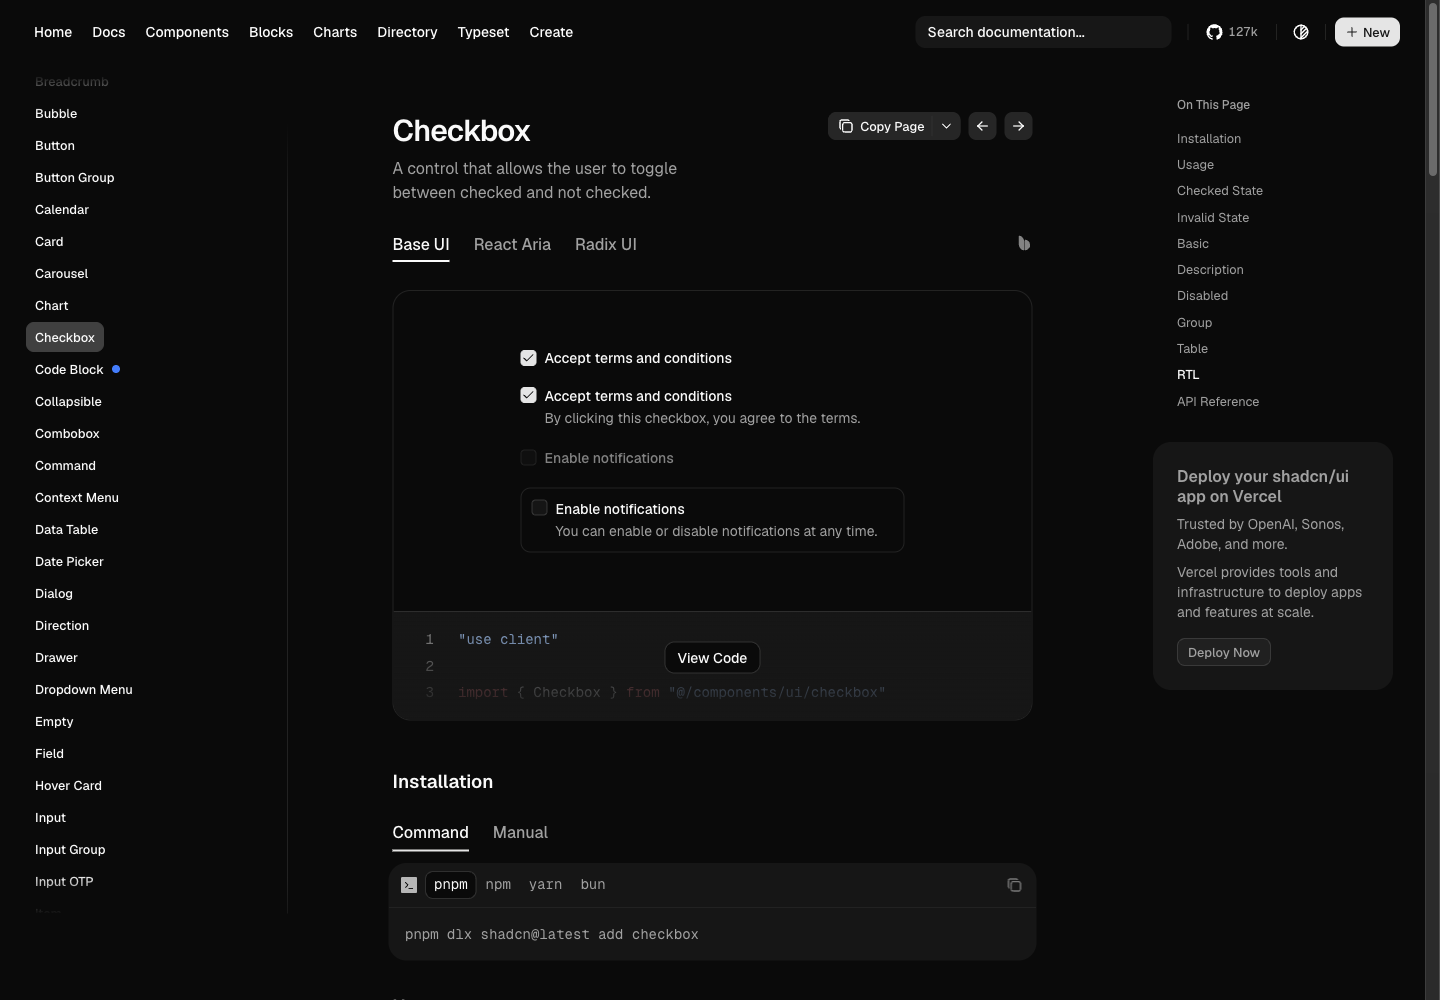 Home Docs Components Blocks Charts Directory Typeset Create
Search documentation...
127k
New
Breadcrumb
Bubble
Button
Button Group
Calendar
Card
Carousel
Chart
Checkbox
Code Block
Collapsible
Combobox
Command
Context Menu
Data Table
Date Picker
Dialog
Direction
Drawer
Dropdown Menu
Empty
Field
Hover Card
Input
Input Group
Input OTP
Checkbox
Copy Page
A control that allows the user to toggle
between checked and not checked.
Base UI React Aria Radix UI
Accept terms and conditions
Accept terms and conditions
By clicking this checkbox, you agree to the terms.
Enable notifications
Enable notifications
You can enable or disable notifications at any time.
1 "use client"
2
3 import { Checkbox } from "@/components/ui/checkbox"
View Code
Installation
Command Manual
pnpm npm yarn bun
pnpm dlx shadcn@latest add checkbox
On This Page
Installation
Usage
Checked State
Invalid State
Basic
Description
Disabled
Group
Table
RTL
API Reference
Deploy your shadcn/ui
app on Vercel
Trusted by OpenAI, Sonos,
Adobe, and more.
Vercel provides tools and
infrastructure to deploy apps
and features at scale.
Deploy Now